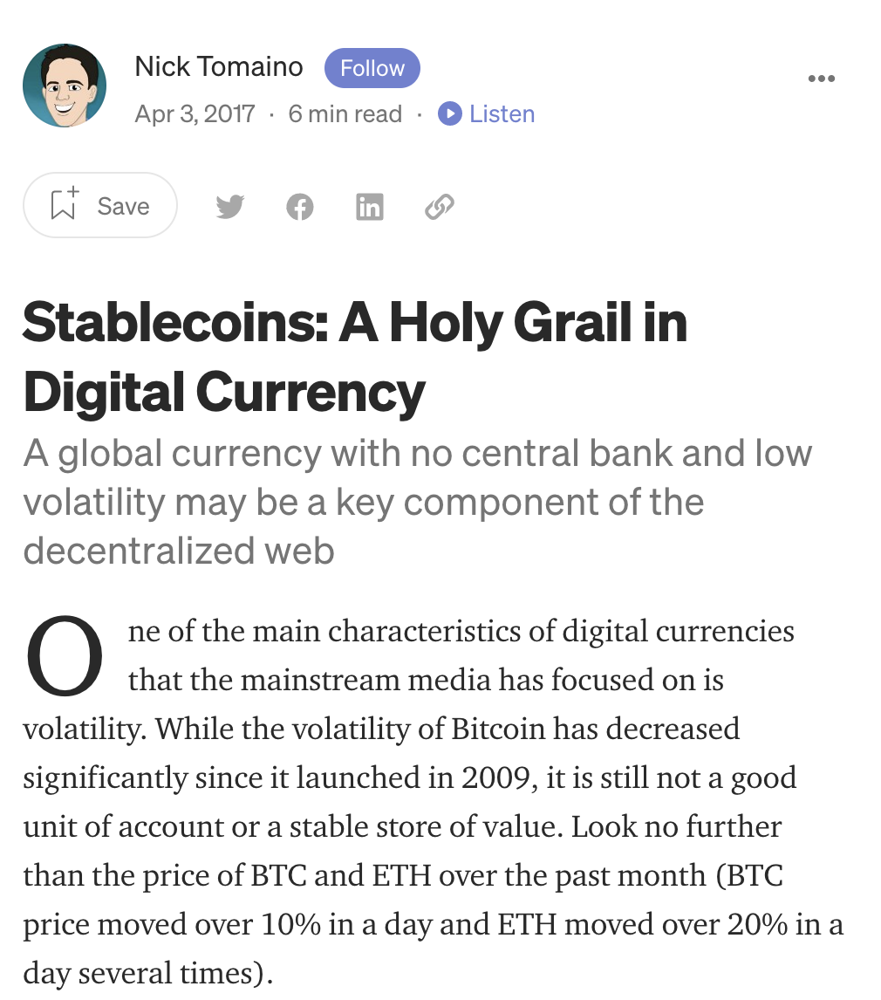 Nick Tomaino Follow
Apr 3, 2017 · 6 min read · Listen
Save
Stablecoins: A Holy Grail in
Digital Currency
A global currency with no central bank and low
volatility may be a key component of the
decentralized web
One of the main characteristics of digital currencies
that the mainstream media has focused on is
volatility. While the volatility of Bitcoin has decreased
significantly since it launched in 2009, it is still not a good
unit of account or a stable store of value. Look no further
than the price of BTC and ETH over the past month (BTC
price moved over 10% in a day and ETH moved over 20% in a
day several times).